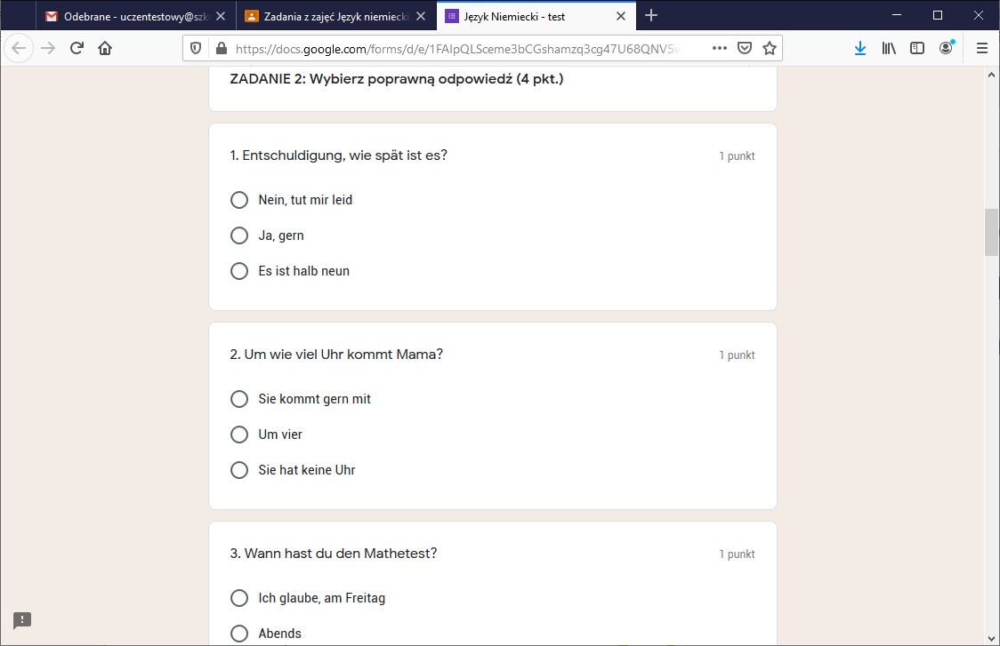 Odebrane - uczentestowy@szk
Zadania z zajęć Język niemiecki
Język Niemiecki - test
https://docs.google.com/forms/d/e/1FAIpQLSceme3bCGshamzq3cg47U68QNV5w
ZADANIE 2: Wybierz poprawną odpowiedź (4 pkt.)
1. Entschuldigung, wie spät ist es?
1 punkt
Nein, tut mir leid
Ja, gern
Es ist halb neun
2. Um wie viel Uhr kommt Mama?
1 punkt
Sie kommt gern mit
Um vier
Sie hat keine Uhr
3. Wann hast du den Mathetest?
1 punkt
Ich glaube, am Freitag
Abends